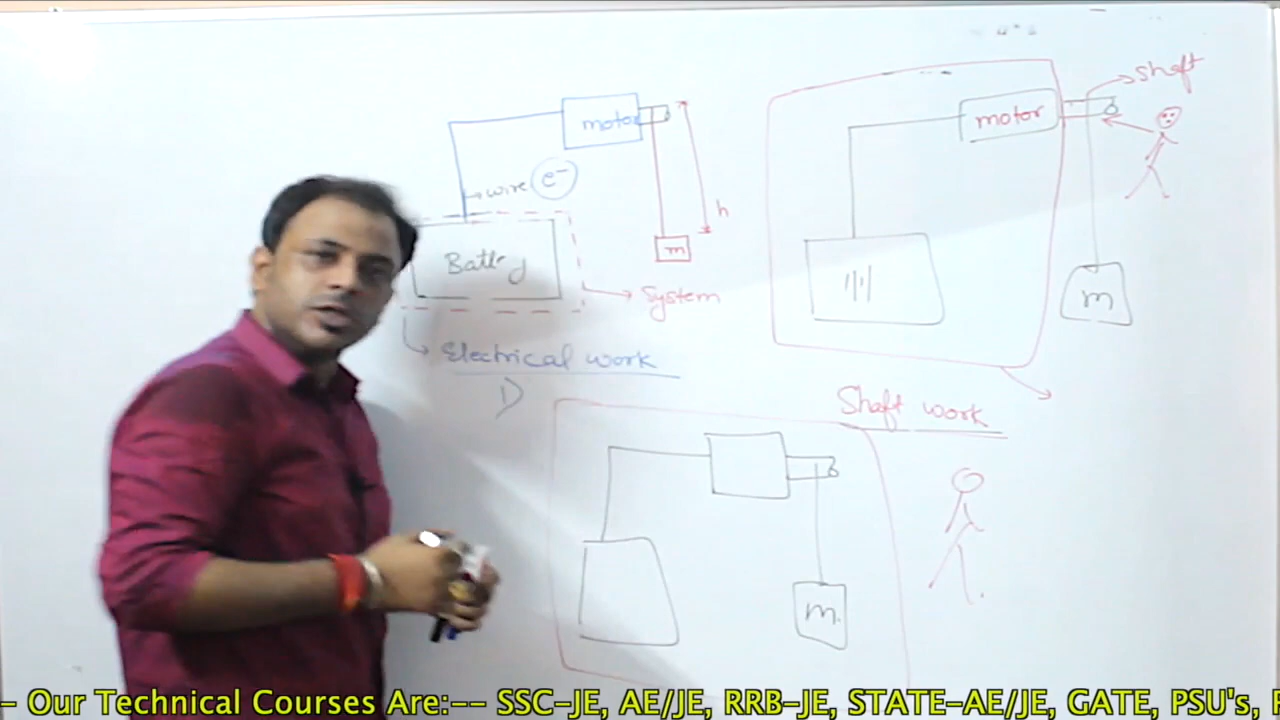 motor
wire e-
h
Battery
m
System
Electrical work
shaft
motor
m
Shaft work
m
- Our Technical Courses Are:-- SSC-JE, AE/JE, RRB-JE, STATE-AE/JE, GATE, PSU's,